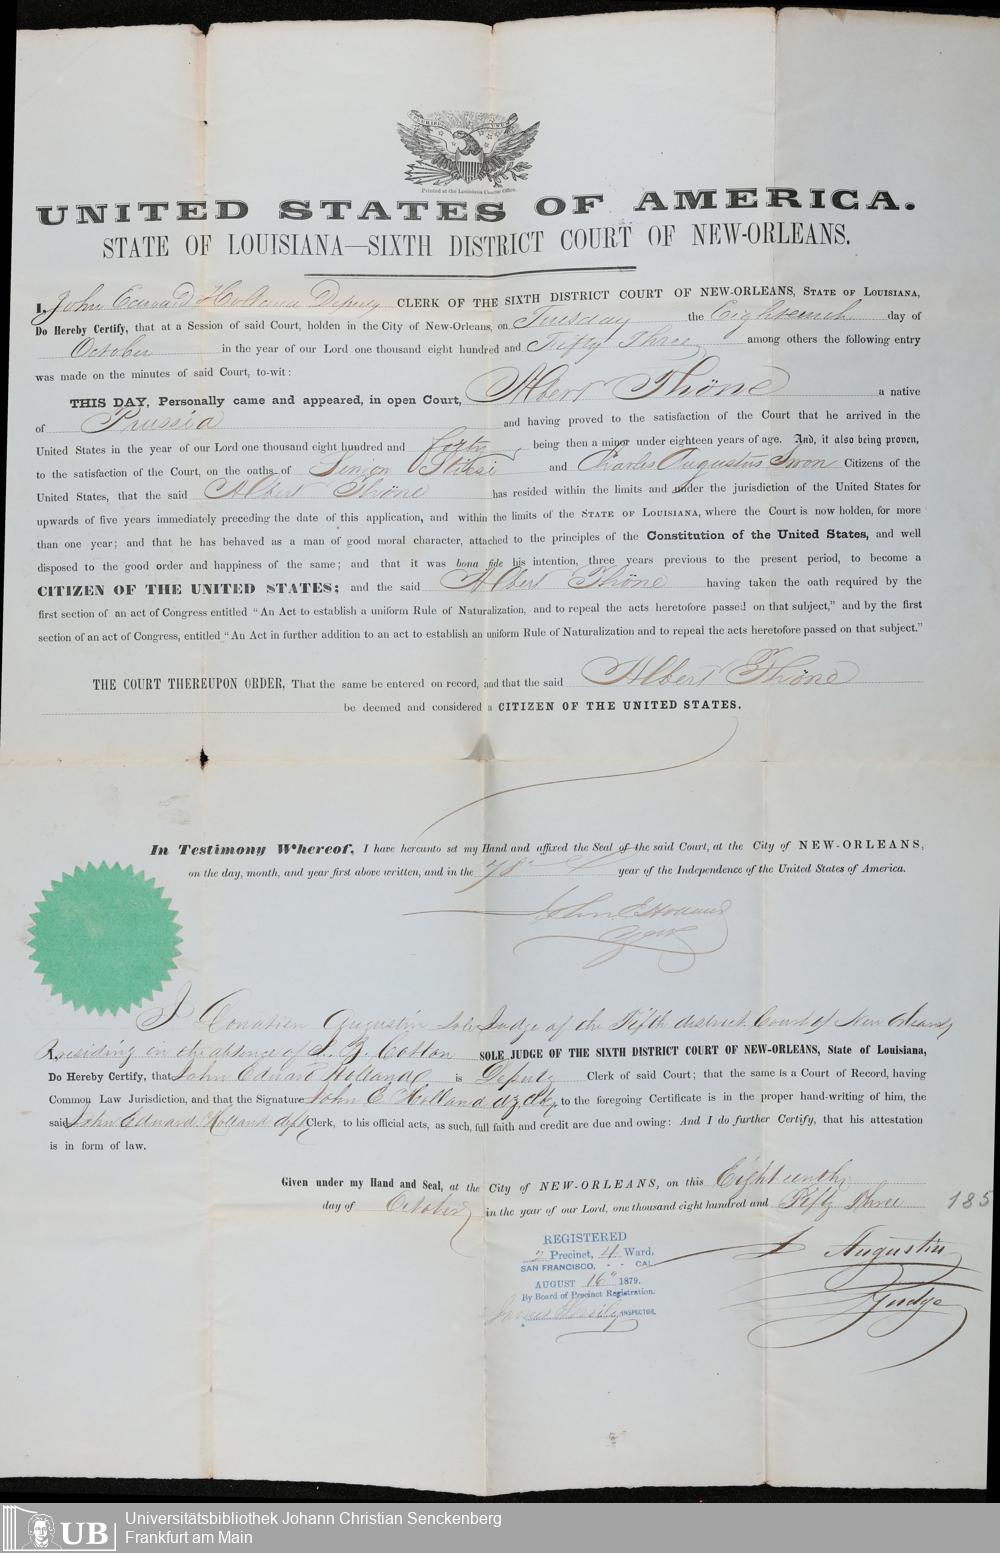 Printed at the Louisiana Courier Office.
UNITED STATES OF AMERICA.
STATE OF LOUISIANA—SIXTH DISTRICT COURT OF NEW-ORLEANS.
I, John Edward Holland Deputy CLERK OF THE SIXTH DISTRICT COURT OF NEW-ORLEANS, STATE OF LOUISIANA,
Do Hereby Certify, that at a Session of said Court, holden in the City of New-Orleans, on Tuesday the Eighteenth day of
October in the year of our Lord one thousand eight hundred and Fifty Three among others the following entry
was made on the minutes of said Court, to-wit:
THIS DAY, Personally came and appeared, in open Court, Albert Thöne a native
of Prussia and having proved to the satisfaction of the Court that he arrived in the
United States in the year of our Lord one thousand eight hundred and forty, being then a minor under eighteen years of age. And, it also being proven,
to the satisfaction of the Court, on the oaths of and Charles Augustus Citizens of the
United States, that the said Albert Thöne has resided within the limits and under the jurisdiction of the United States for
upwards of five years immediately preceding the date of this application, and within the limits of the STATE OF LOUISIANA, where the Court is now holden, for more
than one year; and that he has behaved as a man of good moral character, attached to the principles of the Constitution of the United States, and well
disposed to the good order and happiness of the same; and that it was bona fide his intention, three years previous to the present period, to become a
CITIZEN OF THE UNITED STATES; and the said Albert Thöne having taken the oath required by the
first section of an act of Congress entitled "An Act to establish a uniform Rule of Naturalization, and to repeal the acts heretofore passed on that subject," and by the first
section of an act of Congress, entitled "An Act in further addition to an act to establish an uniform Rule of Naturalization and to repeal the acts heretofore passed on that subject."
THE COURT THEREUPON ORDER, That the same be entered on record, and that the said Albert Thöne
be deemed and considered a CITIZEN OF THE UNITED STATES.
In Testimony Whereof, I have hereunto set my Hand and affixed the Seal of the said Court, at the City of NEW-ORLEANS,
on the day, month, and year first above written, and in the 78th year of the Independence of the United States of America.
John E Holland
I Donatien Augustin Sole Judge of the Fifth district Court of New Orleans
Presiding in the absence of Cotton SOLE JUDGE OF THE SIXTH DISTRICT COURT OF NEW-ORLEANS, State of Louisiana,
Do Hereby Certify, that John Edward Holland is Deputy Clerk of said Court; that the same is a Court of Record, having
Common Law Jurisdiction, and that the Signature John E. Holland dy. Clk, to the foregoing Certificate is in the proper hand-writing of him, the
said John Edward Holland dpt Clerk, to his official acts, as such, full faith and credit are due and owing: And I do further Certify, that his attestation
is in form of law.
Given under my Hand and Seal, at the City of NEW-ORLEANS, on this Eighteenth
day of October in the year of our Lord, one thousand eight hundred and Fifty Three 185
REGISTERED
2 Precinct, 4 Ward,
SAN FRANCISCO, - - CAL.
AUGUST 16" 1879.
By Board of Precinct Registration.
James INSPECTOR.
D Augustin
Judge
UB
Universitätsbibliothek Johann Christian Senckenberg
Frankfurt am Main